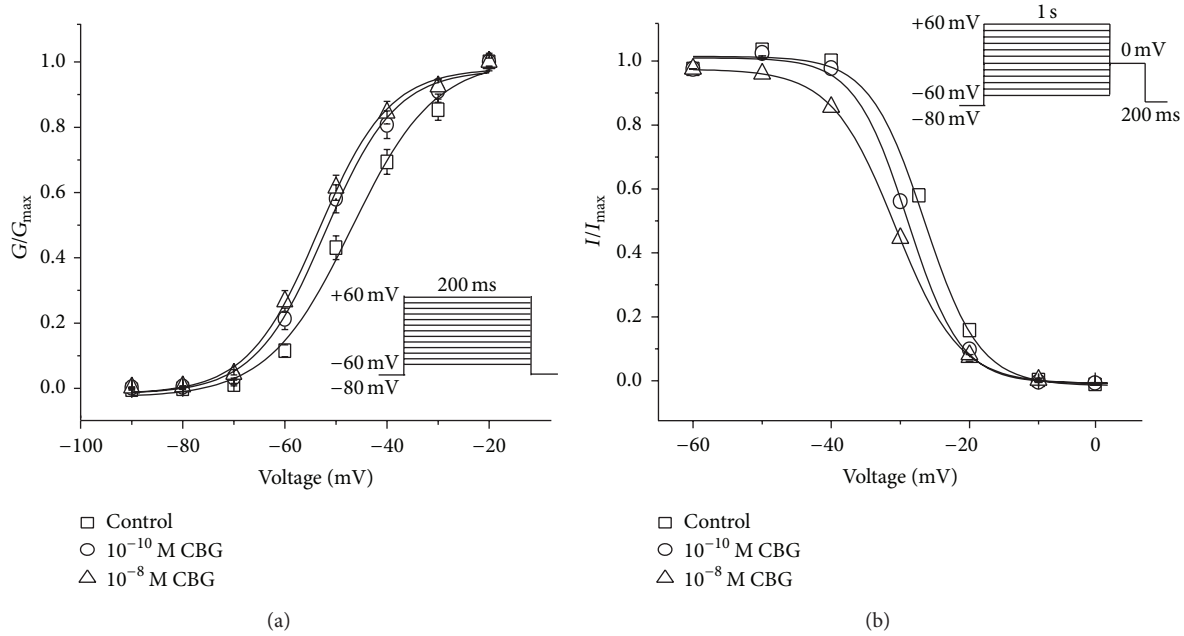 1.0
0.8
0.6
0.4
0.2
0.0
G/G_max
−100
−80
−60
−40
−20
0
Voltage (mV)
200 ms
+60 mV
−60 mV
−80 mV
Control
10^−10 M CBG
10^−8 M CBG
(a)
1.0
0.8
0.6
0.4
0.2
0.0
I/I_max
−60
−40
−20
0
Voltage (mV)
1 s
+60 mV
0 mV
−60 mV
−80 mV
200 ms
Control
10^−10 M CBG
10^−8 M CBG
(b)